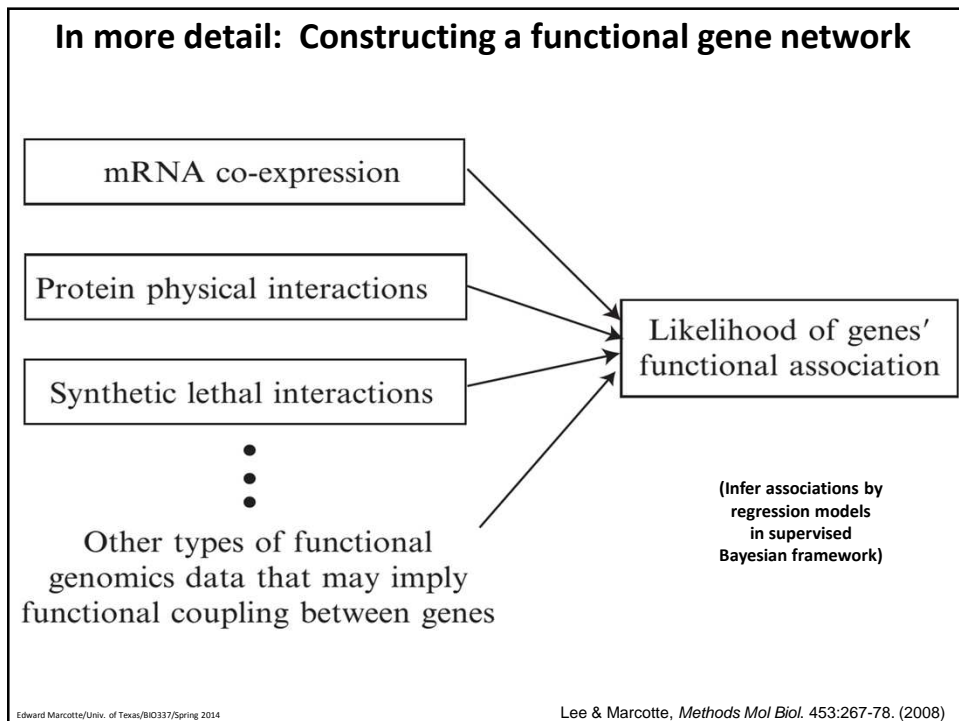 In more detail:  Constructing a functional gene network
mRNA co-expression
Protein physical interactions
Synthetic lethal interactions
Other types of functional
genomics data that may imply
functional coupling between genes
Likelihood of genes′
functional association
(Infer associations by
regression models
in supervised
Bayesian framework)
Edward Marcotte/Univ. of Texas/BIO337/Spring 2014
Lee & Marcotte, Methods Mol Biol. 453:267-78. (2008)